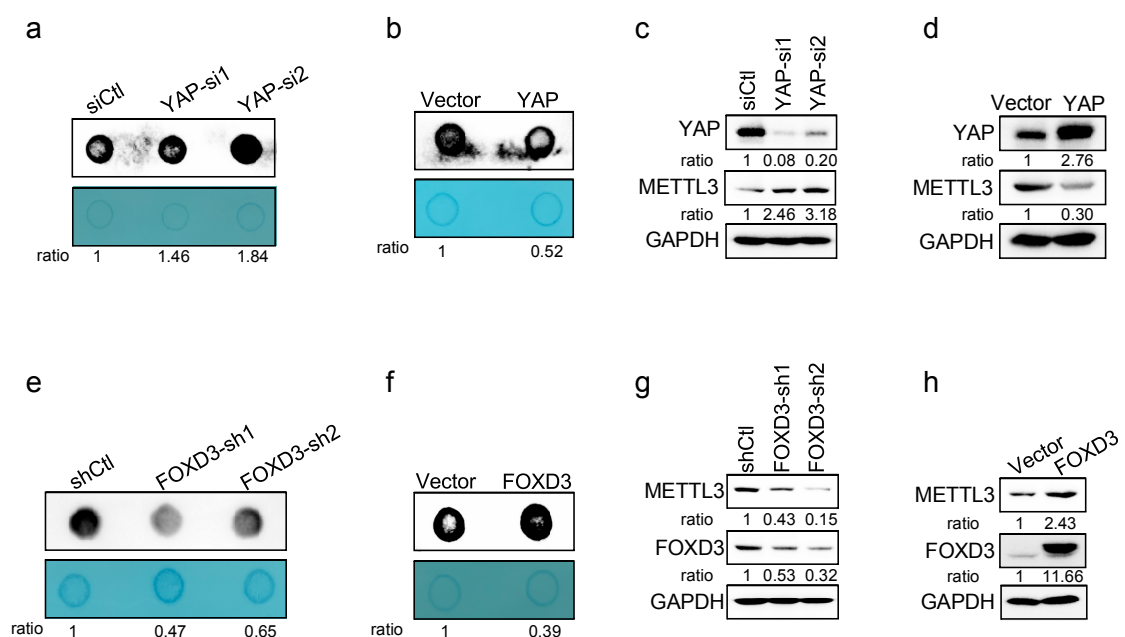 a
siCtl YAP-si1 YAP-si2
ratio 1 1.46 1.84
b
Vector YAP
ratio 1 0.52
c
siCtl YAP-si1 YAP-si2
YAP
ratio 1 0.08 0.20
METTL3
ratio 1 2.46 3.18
GAPDH
d
Vector YAP
YAP
ratio 1 2.76
METTL3
ratio 1 0.30
GAPDH
e
shCtl FOXD3-sh1 FOXD3-sh2
ratio 1 0.47 0.65
f
Vector FOXD3
ratio 1 0.39
g
shCtl FOXD3-sh1 FOXD3-sh2
METTL3
ratio 1 0.43 0.15
FOXD3
ratio 1 0.53 0.32
GAPDH
h
Vector FOXD3
METTL3
ratio 1 2.43
FOXD3
ratio 1 11.66
GAPDH